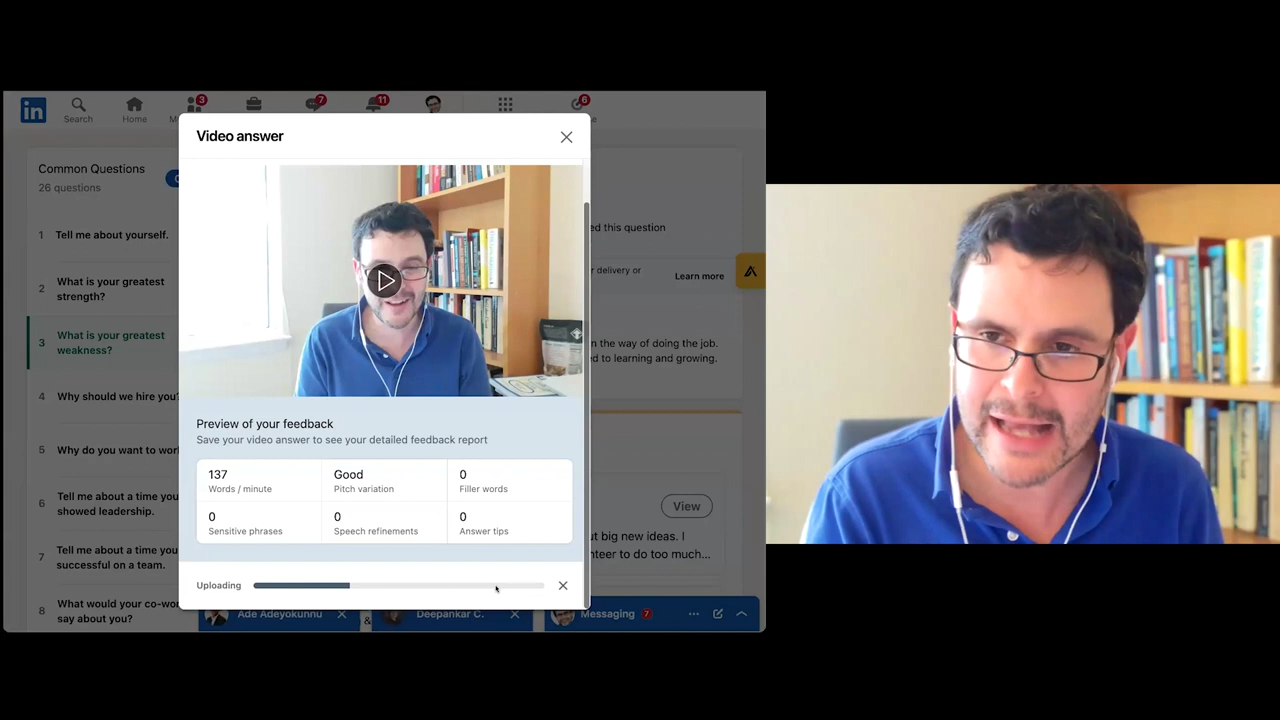 in
3
7
11
6
Search
Home
M
Video answer
Common Questions
26 questions
C
1 Tell me about yourself.
2 What is your greatest
strength?
3 What is your greatest
weakness?
4 Why should we hire you?
5 Why do you want to work
6 Tell me about a time you
showed leadership.
7 Tell me about a time you
successful on a team.
8 What would your co-wo
say about you?
ed this question
r delivery or
Learn more
n the way of doing the job.
ed to learning and growing.
View
ut big new ideas. I
nteer to do too much...
Preview of your feedback
Save your video answer to see your detailed feedback report
137
Words / minute
Good
Pitch variation
0
Filler words
0
Sensitive phrases
0
Speech refinements
0
Answer tips
Uploading
Ade Adeyokunnu
&
Deepankar C.
Messaging 7